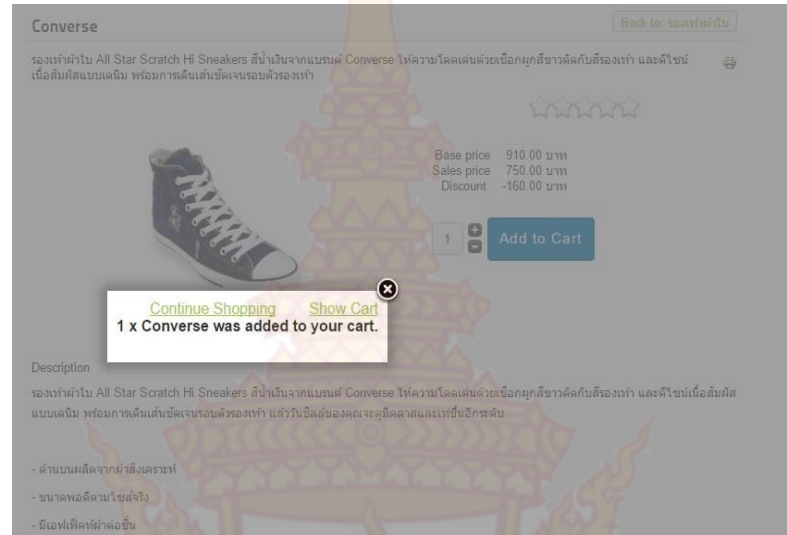 Converse
Back to: รองเท้าผ้าใบ
รองเท้าผ้าใบ All Star Scratch Hi Sneakers สีน้ำเงินจากแบรนด์ Converse ให้ความโดดเด่นด้วยเชือกผูกสีขาวตัดกับสีรองเท้า และดีไซน์
เนื้อสัมผัสแบบเดนิม พร้อมการเดินเส้นชัดเจนรอบตัวรองเท้า
Base price 910.00 บาท
Sales price 750.00 บาท
Discount -160.00 บาท
1 Add to Cart
Continue Shopping Show Cart
1 x Converse was added to your cart.
Description
รองเท้าผ้าใบ All Star Scratch Hi Sneakers สีน้ำเงินจากแบรนด์ Converse ให้ความโดดเด่นด้วยเชือกผูกสีขาวตัดกับสีรองเท้า และดีไซน์เนื้อสัมผัส
แบบเดนิม พร้อมการเดินเส้นชัดเจนรอบตัวรองเท้า แล้ววันชิลล์ของคุณจะดูมีคลาสและเท่ขึ้นอีกระดับ
- ด้านบนผลิตจากผ้าสังเคราะห์
- ขนาดพอดีตามไซส์จริง
- มีเอฟเฟ็คท์ผ้าต่อชิ้น